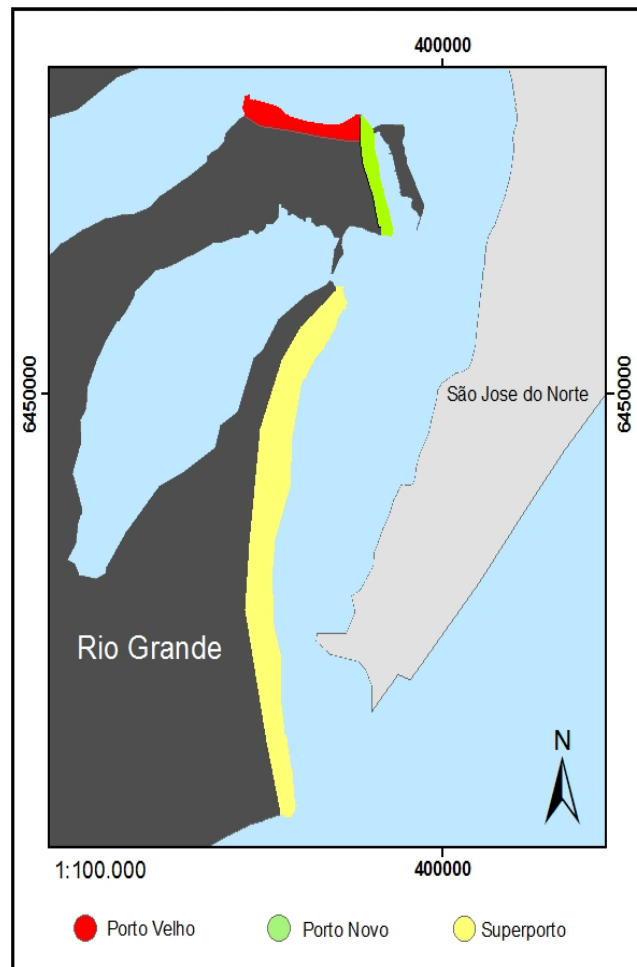 400000
6450000
6450000
São Jose do Norte
Rio Grande
N
1:100.000
400000
Porto Velho
Porto Novo
Superporto